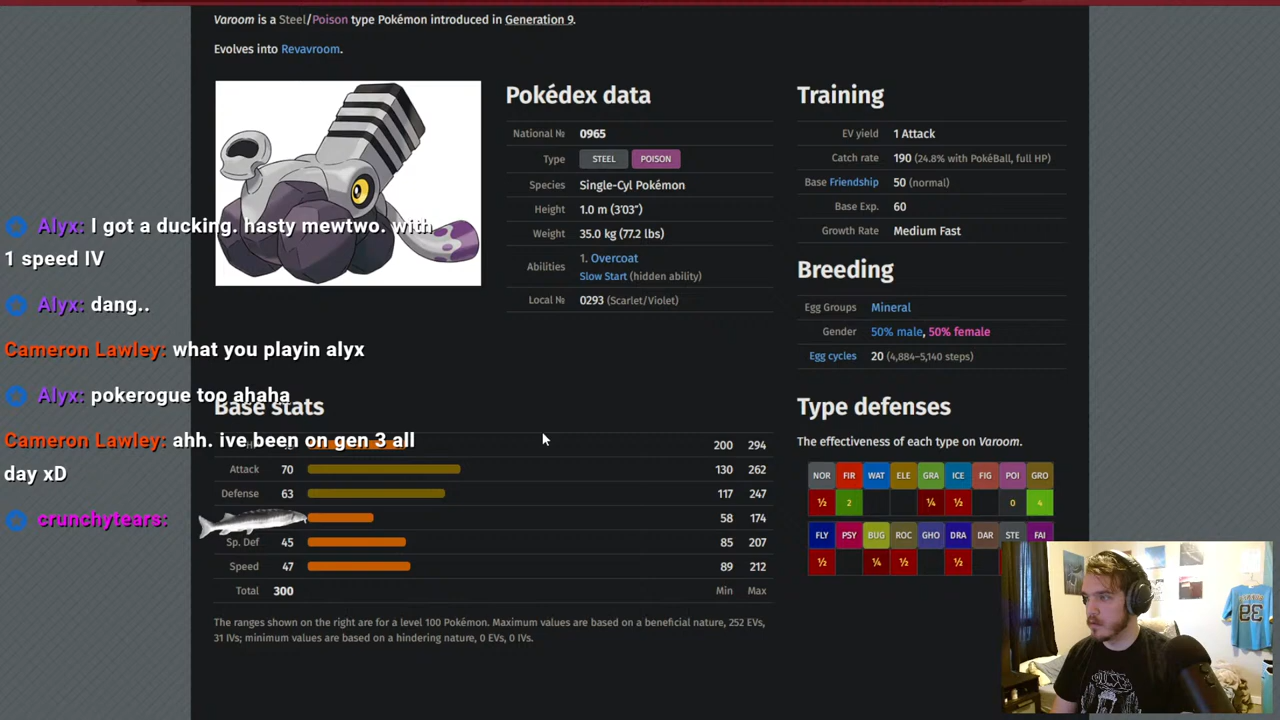 Varoom is a Steel/Poison type Pokémon introduced in Generation 9.
Evolves into Revavroom.
Pokédex data
National № 0965
Type STEEL POISON
Species Single-Cyl Pokémon
Height 1.0 m (3′03″)
Weight 35.0 kg (77.2 lbs)
Abilities 1. Overcoat
Slow Start (hidden ability)
Local № 0293 (Scarlet/Violet)
Training
EV yield 1 Attack
Catch rate 190 (24.8% with PokéBall, full HP)
Base Friendship 50 (normal)
Base Exp. 60
Growth Rate Medium Fast
Breeding
Egg Groups Mineral
Gender 50% male, 50% female
Egg cycles 20 (4,884–5,140 steps)
Alyx: I got a ducking. hasty mewtwo. with
1 speed IV
Alyx: dang..
Cameron Lawley: what you playin alyx
Alyx: pokerogue too ahaha
Cameron Lawley: ahh. ive been on gen 3 all
day xD
crunchytears:
Base stats
200 294
Attack 70 130 262
Defense 63 117 247
58 174
Sp. Def 45 85 207
Speed 47 89 212
Total 300 Min Max
The ranges shown on the right are for a level 100 Pokémon. Maximum values are based on a beneficial nature, 252 EVs,
31 IVs; minimum values are based on a hindering nature, 0 EVs, 0 IVs.
Type defenses
The effectiveness of each type on Varoom.
NOR FIR WAT ELE GRA ICE FIG POI GRO
½ 2 ¼ ½ 0 4
FLY PSY BUG ROC GHO DRA DAR STE FAI
½ ¼ ½ ½